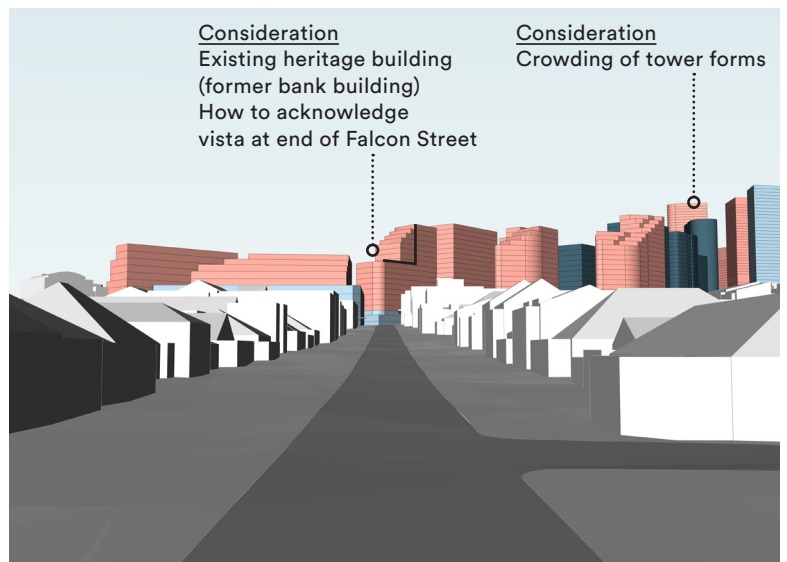 Consideration
Existing heritage building
(former bank building)
How to acknowledge
vista at end of Falcon Street
Consideration
Crowding of tower forms